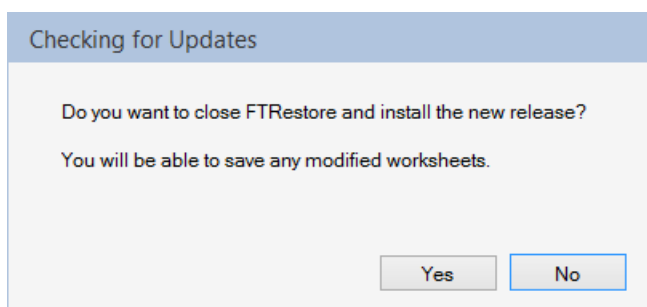 Checking for Updates
Do you want to close FTRestore and install the new release?
You will be able to save any modified worksheets.
Yes No